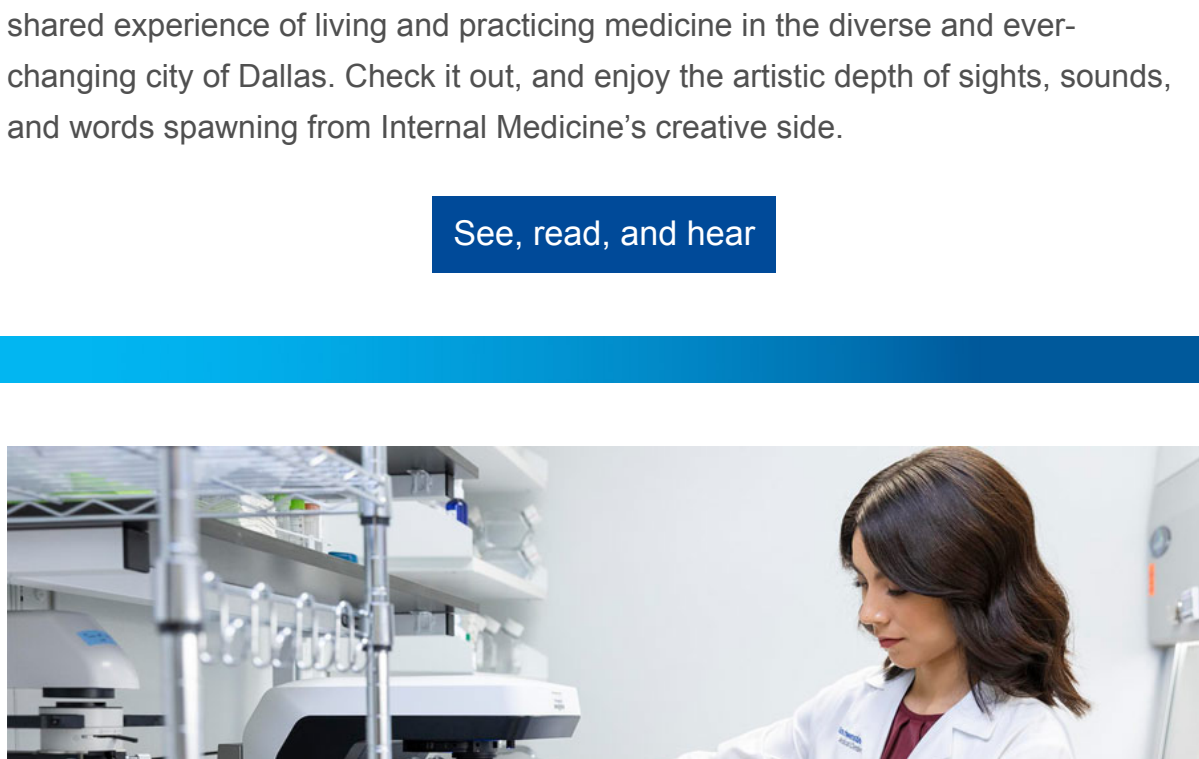 shared experience of living and practicing medicine in the diverse and ever-
changing city of Dallas. Check it out, and enjoy the artistic depth of sights, sounds,
and words spawning from Internal Medicine’s creative side.
See, read, and hear